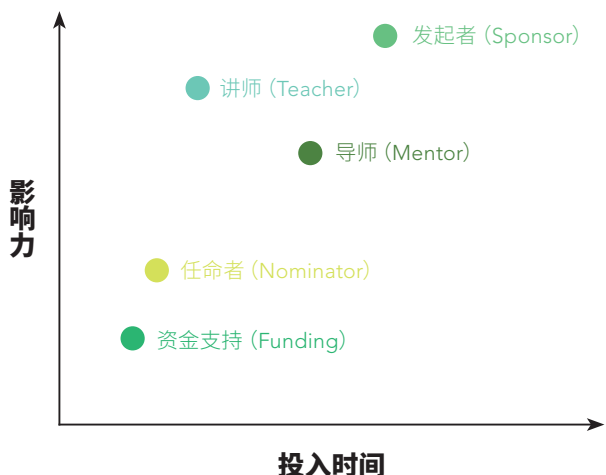 发起者（Sponsor）
讲师（Teacher）
导师（Mentor）
影响力
任命者（Nominator）
资金支持（Funding）
投入时间